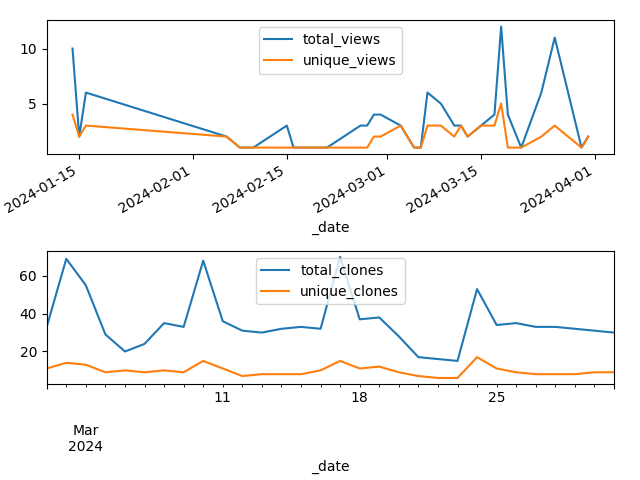 total_views
unique_views
10
5
2024-01-15
2024-02-01
2024-02-15
2024-03-01
2024-03-15
2024-04-01
_date
total_clones
unique_clones
60
40
20
11
18
25
Mar
2024
_date